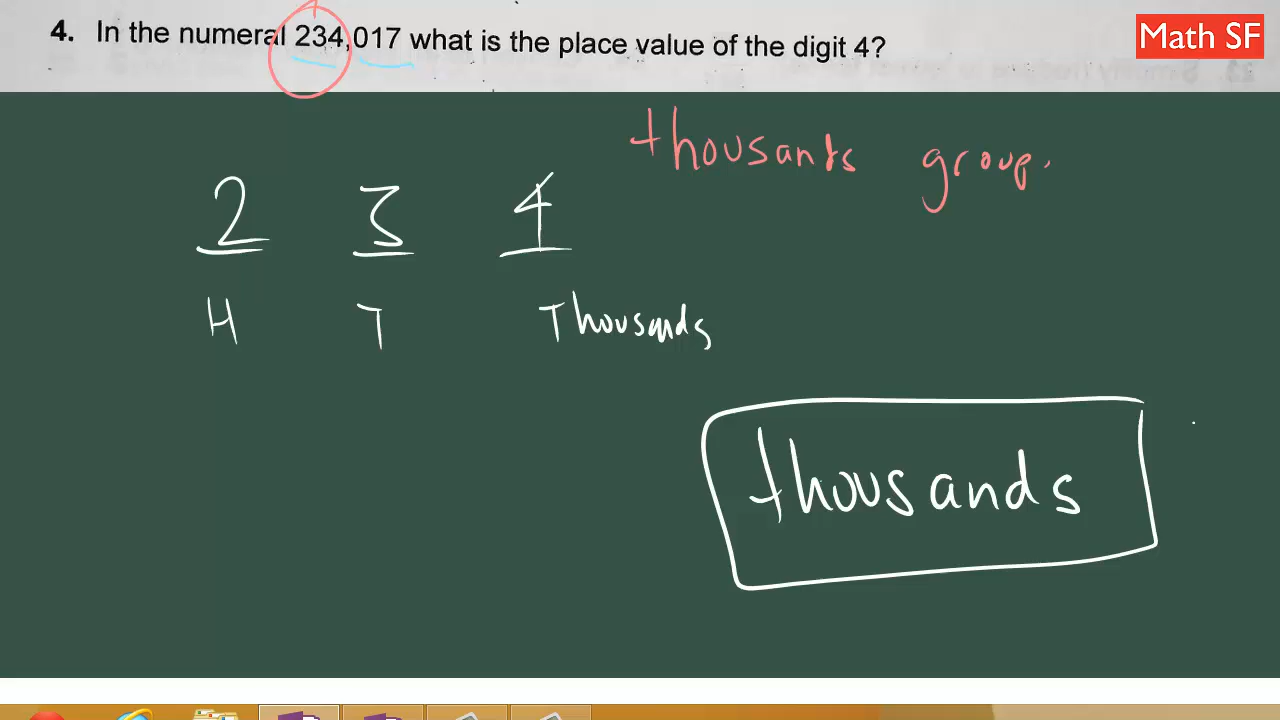 4. In the numeral 234,017 what is the place value of the digit 4?
Math SF
thousants group.
2 3 4
H T Thousands
thousands